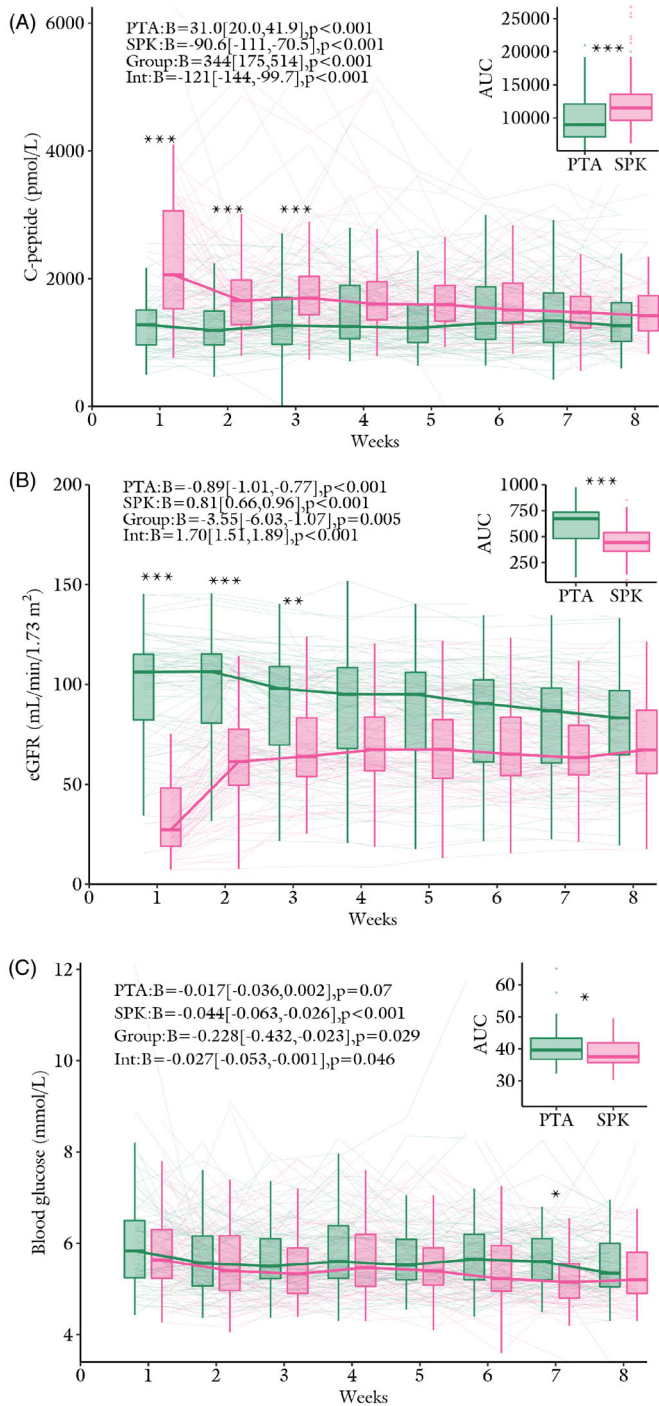 (A)
6000
4000
2000
0
C-peptide (pmol/L)
PTA:B=31.0[20.0,41.9],p<0.001
SPK:B=-90.6[-111,-70.5],p<0.001
Group:B=344[175,514],p<0.001
Int:B=-121[-144,-99.7],p<0.001
***
***
***
AUC
25000
20000
15000
10000
***
PTA SPK
0 1 2 3 4 5 6 7 8
Weeks
(B)
200
150
100
50
0
eGFR (mL/min/1.73 m²)
PTA:B=-0.89[-1.01,-0.77],p<0.001
SPK:B=0.81[0.66,0.96],p<0.001
Group:B=-3.55[-6.03,-1.07],p=0.005
Int:B=1.70[1.51,1.89],p<0.001
***
***
**
AUC
1000
750
500
250
***
PTA SPK
0 1 2 3 4 5 6 7 8
Weeks
(C)
12
10
8
6
4
Blood glucose (mmol/L)
PTA:B=-0.017[-0.036,0.002],p=0.07
SPK:B=-0.044[-0.063,-0.026],p<0.001
Group:B=-0.228[-0.432,-0.023],p=0.029
Int:B=-0.027[-0.053,-0.001],p=0.046
*
AUC
60
50
40
30
*
PTA SPK
0 1 2 3 4 5 6 7 8
Weeks